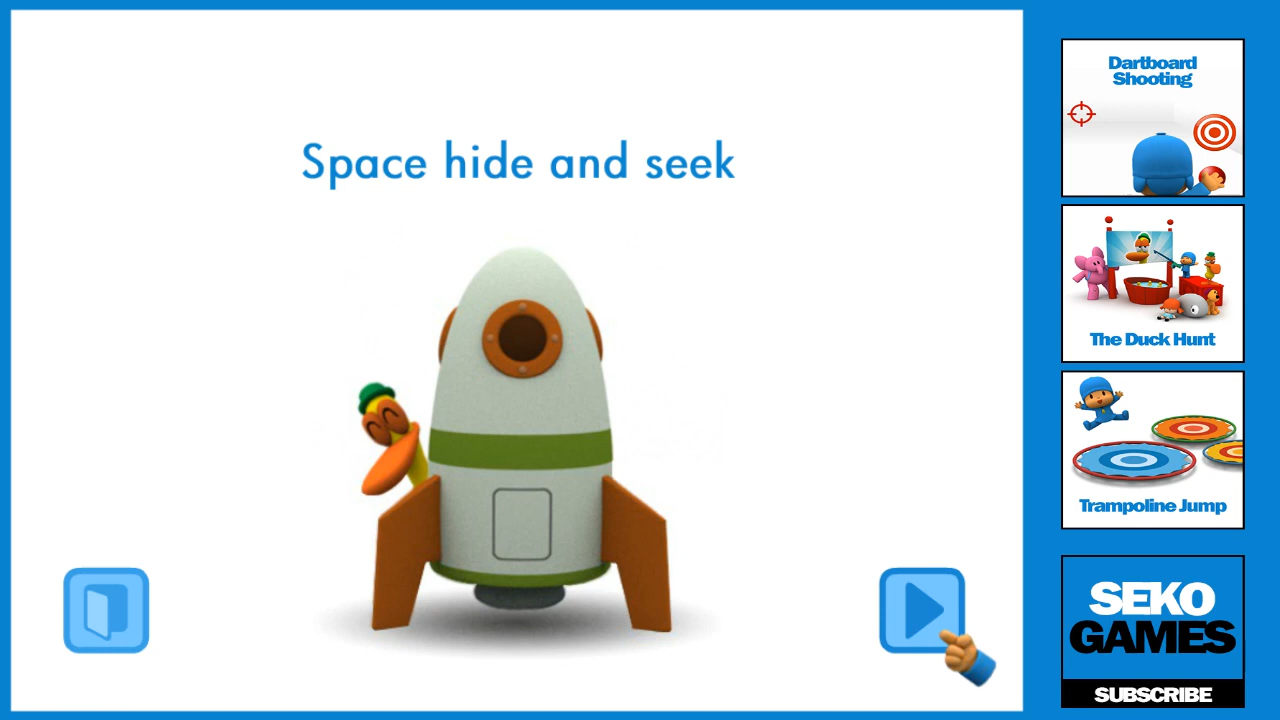 Space hide and seek
Dartboard
Shooting
The Duck Hunt
Trampoline Jump
SEKO
GAMES
SUBSCRIBE